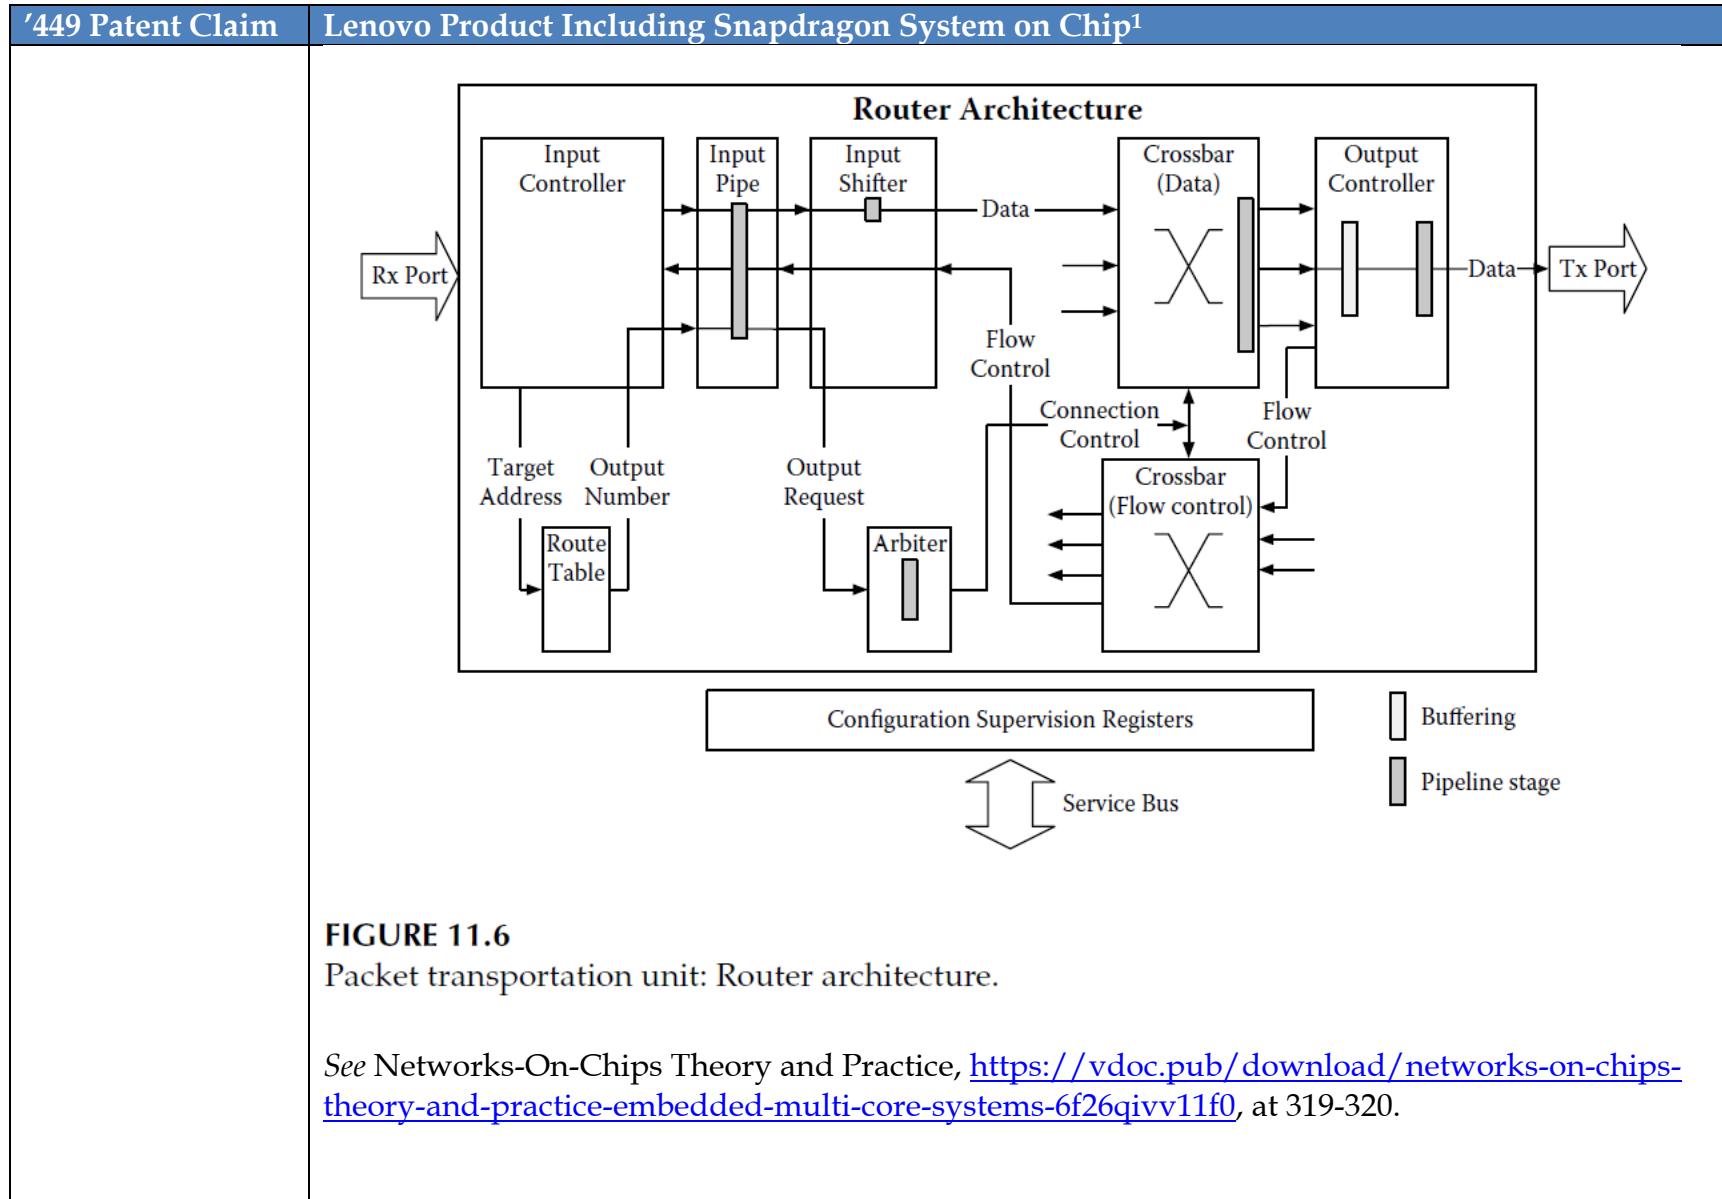 ’449 Patent Claim
Lenovo Product Including Snapdragon System on Chip¹
Router Architecture
Input
Controller
Input
Pipe
Input
Shifter
Crossbar
(Data)
Output
Controller
Data
Rx Port
Data
Tx Port
Flow
Control
Connection
Control
Flow
Control
Target
Address
Output
Number
Output
Request
Crossbar
(Flow control)
Route
Table
Arbiter
Configuration Supervision Registers
Buffering
Pipeline stage
Service Bus
FIGURE 11.6
Packet transportation unit: Router architecture.
See Networks-On-Chips Theory and Practice, https://vdoc.pub/download/networks-on-chips-
theory-and-practice-embedded-multi-core-systems-6f26qivv11f0, at 319-320.